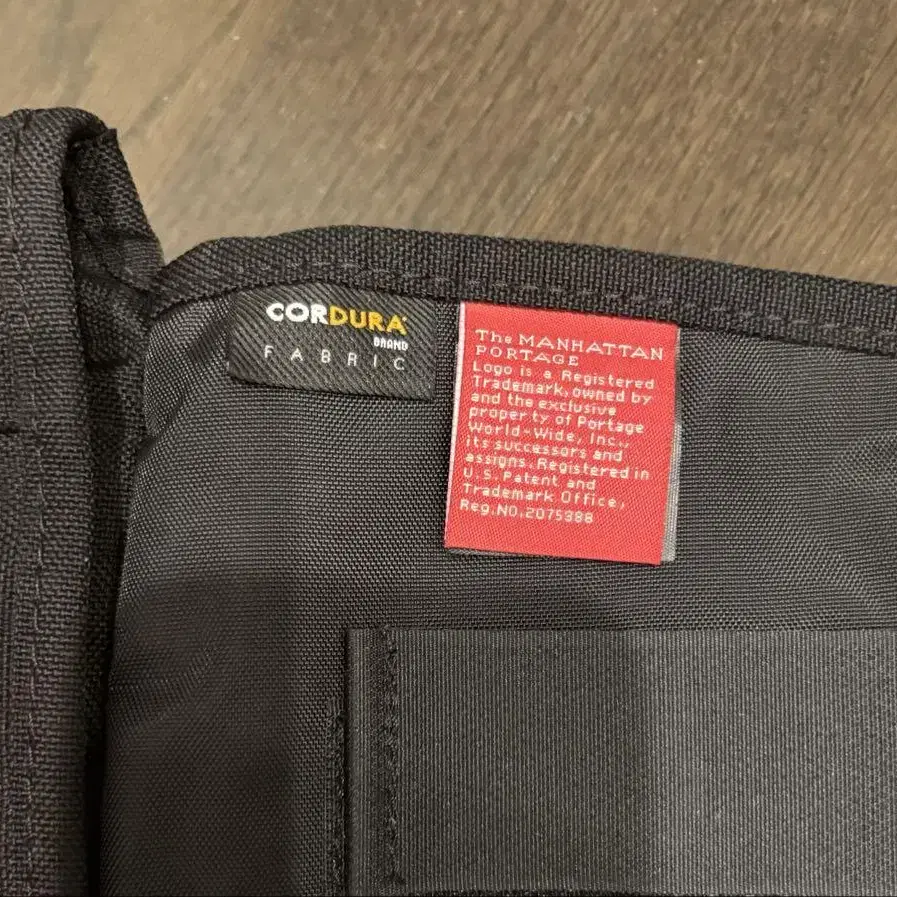 CORDURA
BRAND
FABRIC
The MANHATTAN
PORTAGE
Logo is a Registered
Trademark, owned by
and the exclusive
property of Portage
World-Wide, Inc.,
its successors and
assigns. Registered in
U.S. Patent and
Trademark Office,
Reg.NO.2075388